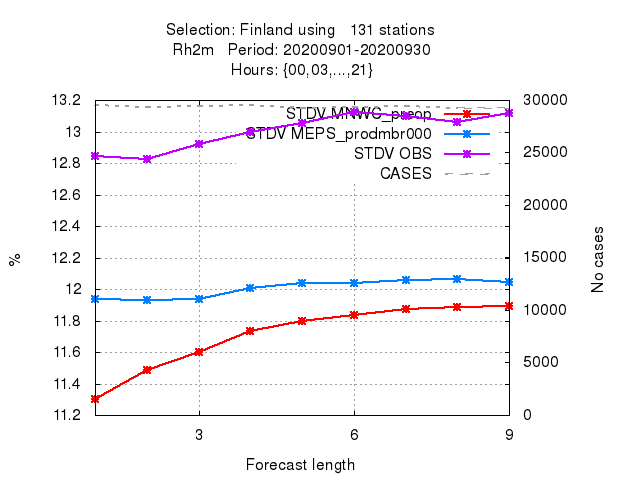 Selection: Finland using   131 stations
Rh2m   Period: 20200901-20200930
Hours: {00,03,...,21}
13.2
13
12.8
12.6
12.4
12.2
12
11.8
11.6
11.4
11.2
%
30000
25000
20000
15000
10000
5000
0
No cases
STDV MNWC_preop
STDV MEPS_prodmbr000
STDV OBS
CASES
3
6
9
Forecast length